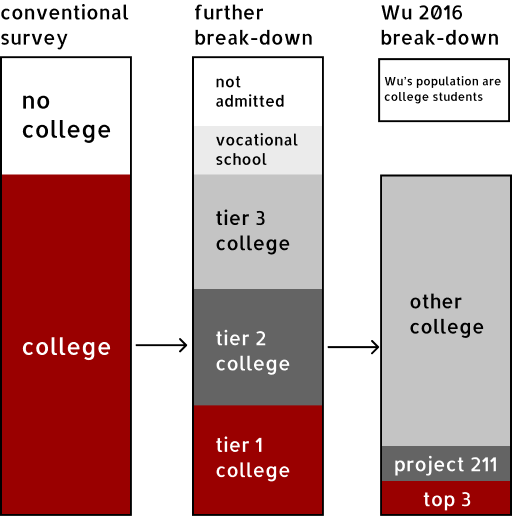 conventional
survey
no
college
college
further
break-down
not
admitted
vocational
school
tier 3
college
tier 2
college
tier 1
college
Wu 2016
break-down
Wu's population are
college students
other
college
project 211
top 3